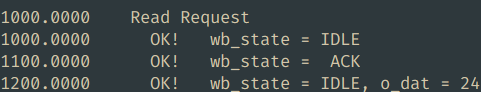 1000.0000    Read Request
1000.0000      OK!   wb_state = IDLE
1100.0000      OK!   wb_state =  ACK
1200.0000      OK!   wb_state = IDLE, o_dat = 24